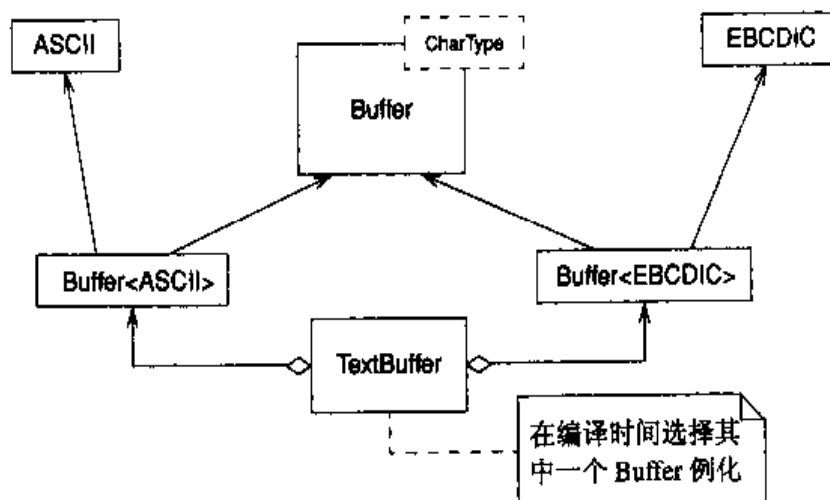 ASCII
CharType
EBCDIC
Buffer
Buffer<ASCII>
Buffer<EBCDIC>
TextBuffer
在编译时间选择其
中一个 Buffer 例化